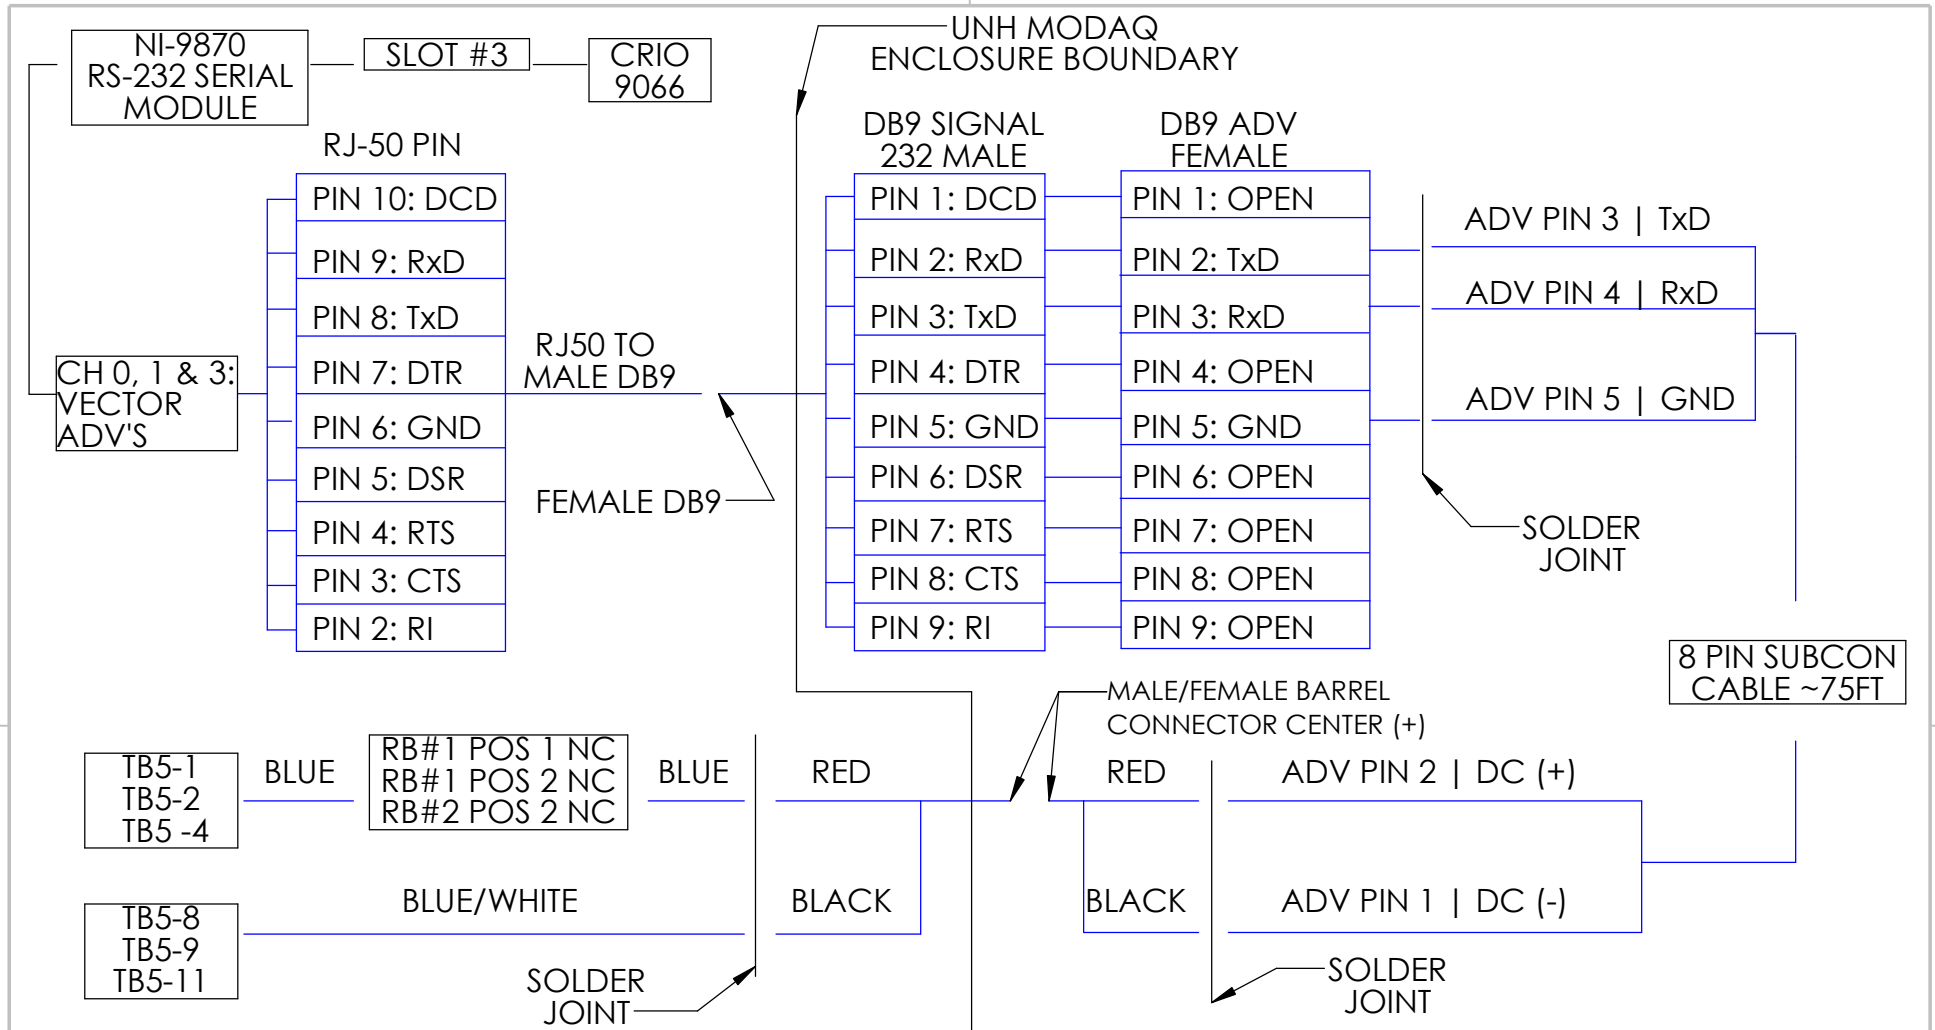 NI-9870
RS-232 SERIAL
MODULE
SLOT #3
CRIO
9066
UNH MODAQ
ENCLOSURE BOUNDARY
RJ-50 PIN
PIN 10: DCD
PIN 9: RxD
PIN 8: TxD
PIN 7: DTR
PIN 6: GND
PIN 5: DSR
PIN 4: RTS
PIN 3: CTS
PIN 2: RI
CH 0, 1 & 3:
VECTOR
ADV'S
RJ50 TO
MALE DB9
FEMALE DB9
DB9 SIGNAL
232 MALE
PIN 1: DCD
PIN 2: RxD
PIN 3: TxD
PIN 4: DTR
PIN 5: GND
PIN 6: DSR
PIN 7: RTS
PIN 8: CTS
PIN 9: RI
DB9 ADV
FEMALE
PIN 1: OPEN
PIN 2: TxD
PIN 3: RxD
PIN 4: OPEN
PIN 5: GND
PIN 6: OPEN
PIN 7: OPEN
PIN 8: OPEN
PIN 9: OPEN
ADV PIN 3 | TxD
ADV PIN 4 | RxD
ADV PIN 5 | GND
SOLDER
JOINT
8 PIN SUBCON
CABLE ~75FT
MALE/FEMALE BARREL
CONNECTOR CENTER (+)
TB5-1
TB5-2
TB5 -4
BLUE
RB#1 POS 1 NC
RB#1 POS 2 NC
RB#2 POS 2 NC
BLUE
RED
RED
ADV PIN 2 | DC (+)
TB5-8
TB5-9
TB5-11
BLUE/WHITE
BLACK
BLACK
ADV PIN 1 | DC (-)
SOLDER
JOINT
SOLDER
JOINT